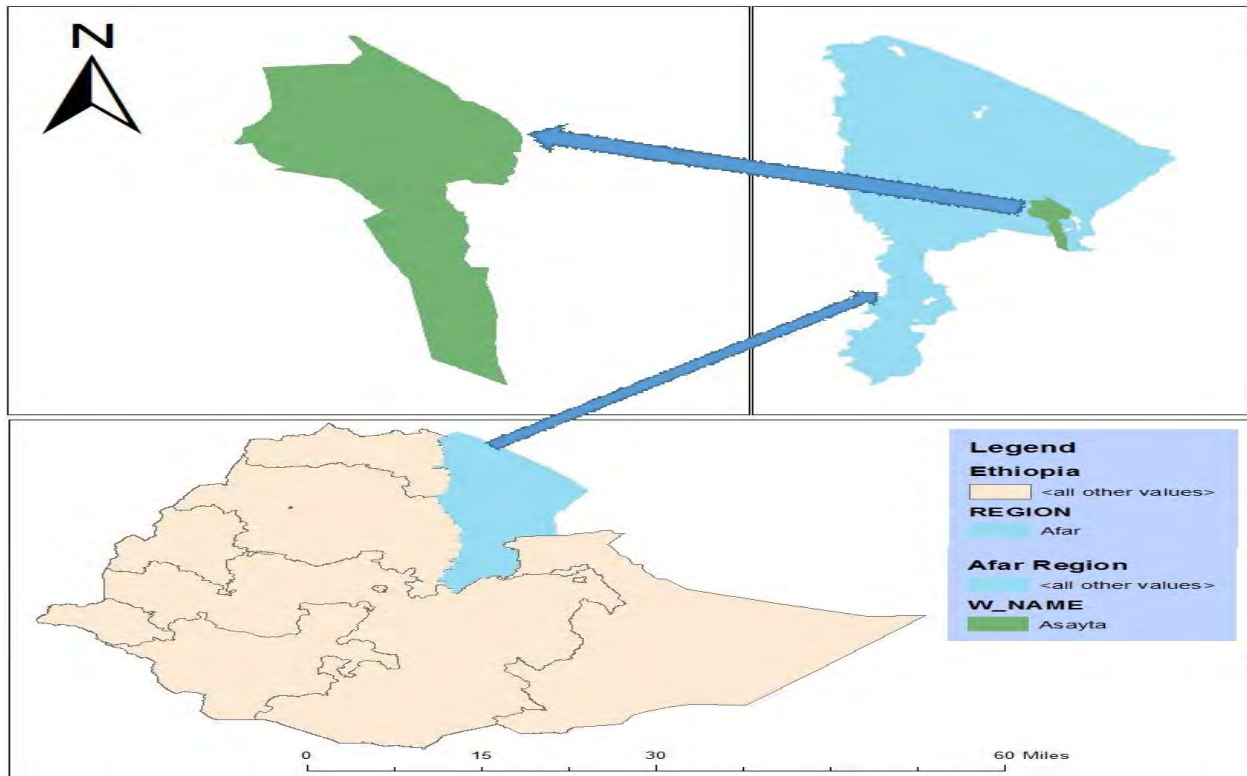 N
Legend
Ethiopia
<all other values>
REGION
Afar
Afar Region
<all other values>
W_NAME
Asayta
0 15 30 60 Miles